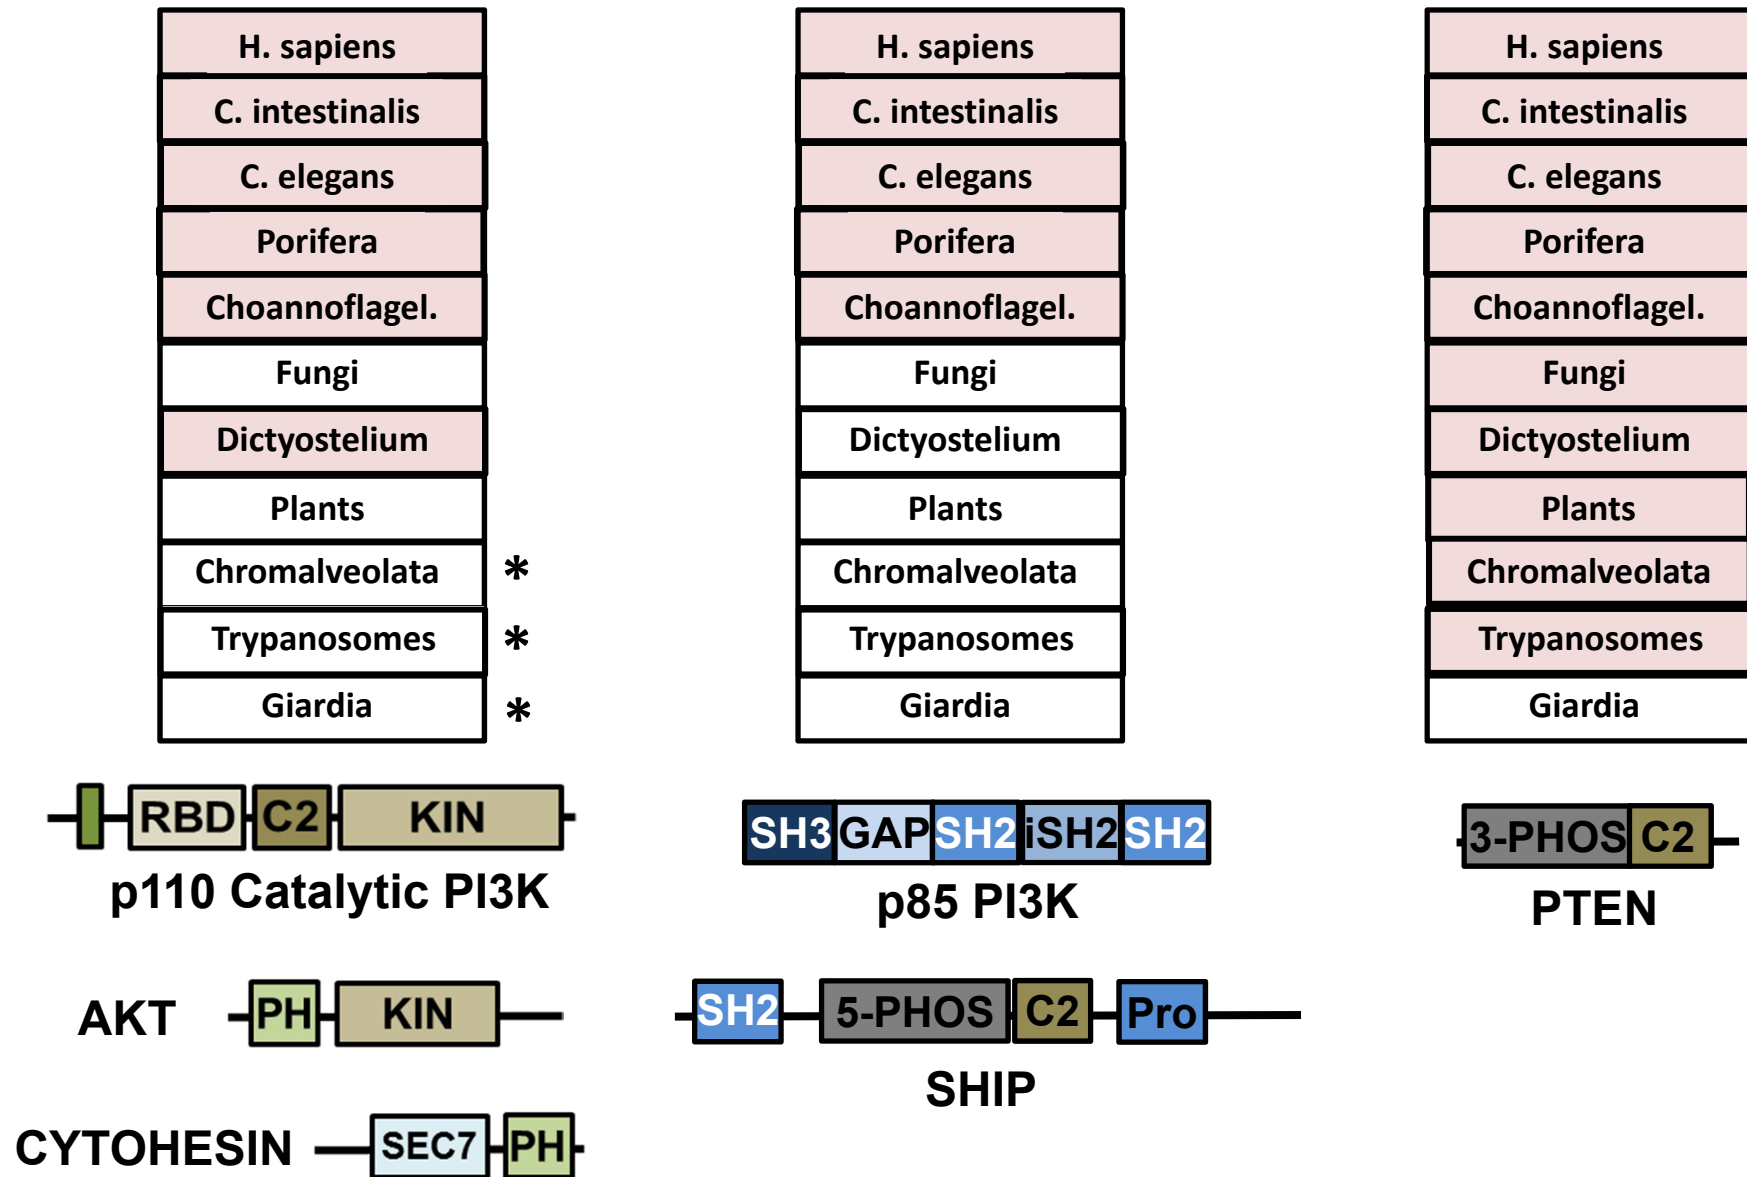 H. sapiens
C. intestinalis
C. elegans
Porifera
Choannoflagel.
Fungi
Dictyostelium
Plants
Chromalveolata *
Trypanosomes *
Giardia *
RBD C2 KIN
p110 Catalytic PI3K
H. sapiens
C. intestinalis
C. elegans
Porifera
Choannoflagel.
Fungi
Dictyostelium
Plants
Chromalveolata
Trypanosomes
Giardia
SH3 GAP SH2 iSH2 SH2
p85 PI3K
H. sapiens
C. intestinalis
C. elegans
Porifera
Choannoflagel.
Fungi
Dictyostelium
Plants
Chromalveolata
Trypanosomes
Giardia
3-PHOS C2
PTEN
AKT PH KIN
SH2 5-PHOS C2 Pro
SHIP
CYTOHESIN SEC7 PH